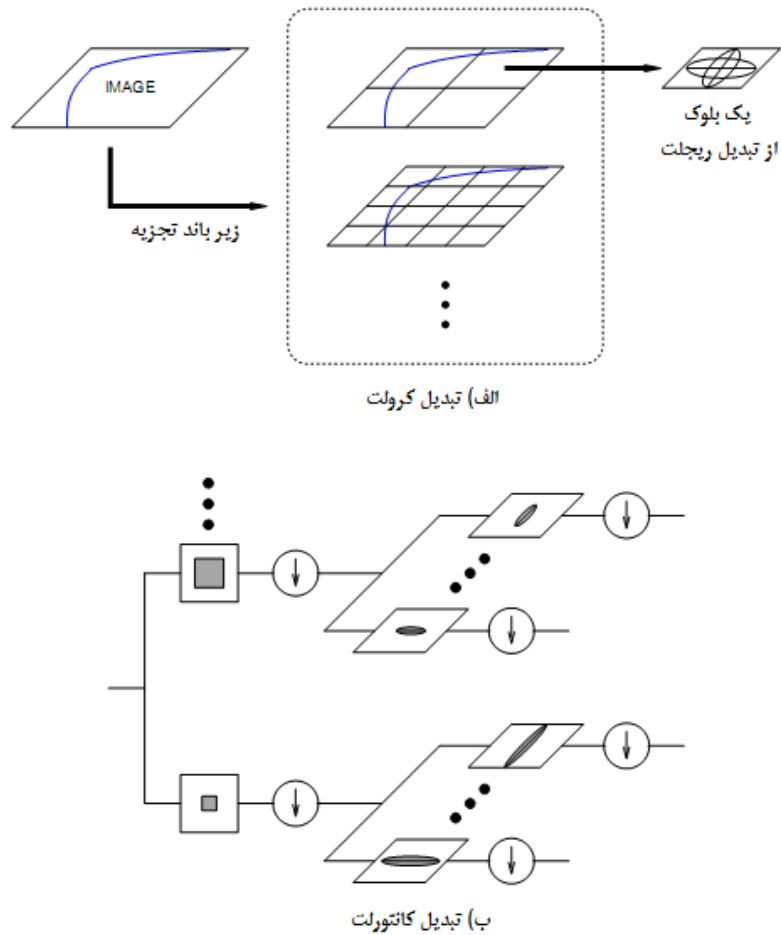 IMAGE
یک بلوک
از تبدیل ریجلت
زیر باند تجزیه
الف) تبدیل کرولت
ب) تبدیل کانتورلت